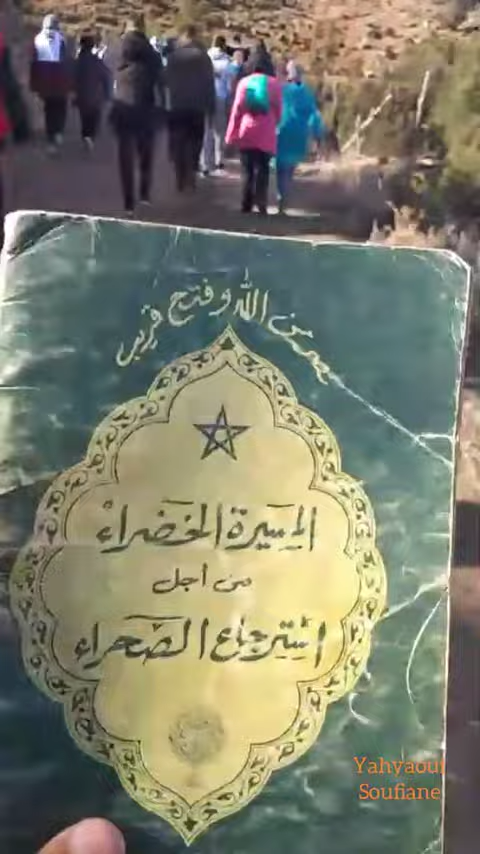 نصر من الله وفتح قريب
المسيرة الخضراء
من أجل
استرجاع الصحراء
Yahyaoui
Soufiane